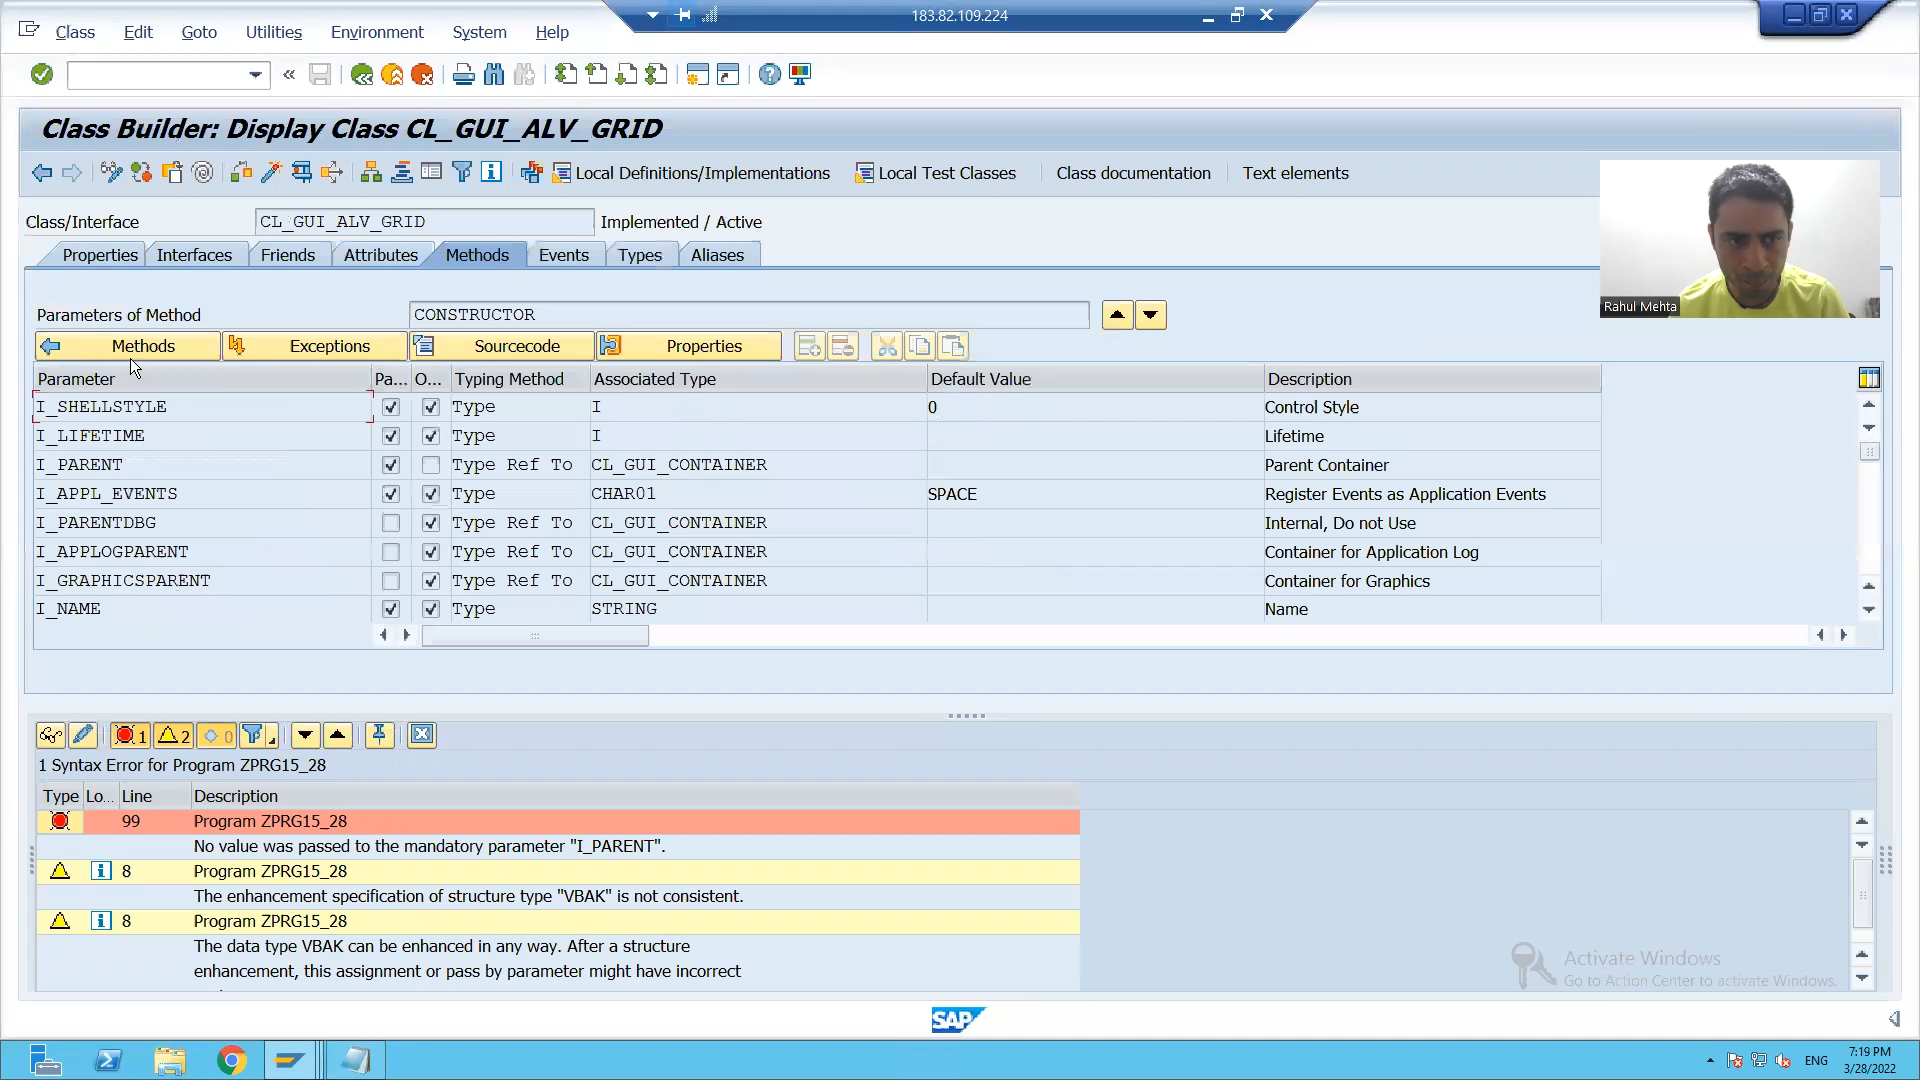 183.82.109.224
Class Edit Goto Utilities Environment System Help
Class Builder: Display Class CL_GUI_ALV_GRID
Local Definitions/Implementations Local Test Classes Class documentation Text elements
Class/Interface CL_GUI_ALV_GRID Implemented / Active
Properties Interfaces Friends Attributes Methods Events Types Aliases
Rahul Mehta
Parameters of Method CONSTRUCTOR
Methods Exceptions Sourcecode Properties
Parameter Pa... O... Typing Method Associated Type Default Value Description
I_SHELLSTYLE Type I 0 Control Style
I_LIFETIME Type I Lifetime
I_PARENT Type Ref To CL_GUI_CONTAINER Parent Container
I_APPL_EVENTS Type CHAR01 SPACE Register Events as Application Events
I_PARENTDBG Type Ref To CL_GUI_CONTAINER Internal, Do not Use
I_APPLOGPARENT Type Ref To CL_GUI_CONTAINER Container for Application Log
I_GRAPHICSPARENT Type Ref To CL_GUI_CONTAINER Container for Graphics
I_NAME Type STRING Name
1 2 0
1 Syntax Error for Program ZPRG15_28
Type Lo... Line Description
99 Program ZPRG15_28
No value was passed to the mandatory parameter "I_PARENT".
8 Program ZPRG15_28
The enhancement specification of structure type "VBAK" is not consistent.
8 Program ZPRG15_28
The data type VBAK can be enhanced in any way. After a structure
enhancement, this assignment or pass by parameter might have incorrect
Activate Windows
Go to Action Center to activate Windows.
SAP
ENG
7:19 PM
3/28/2022